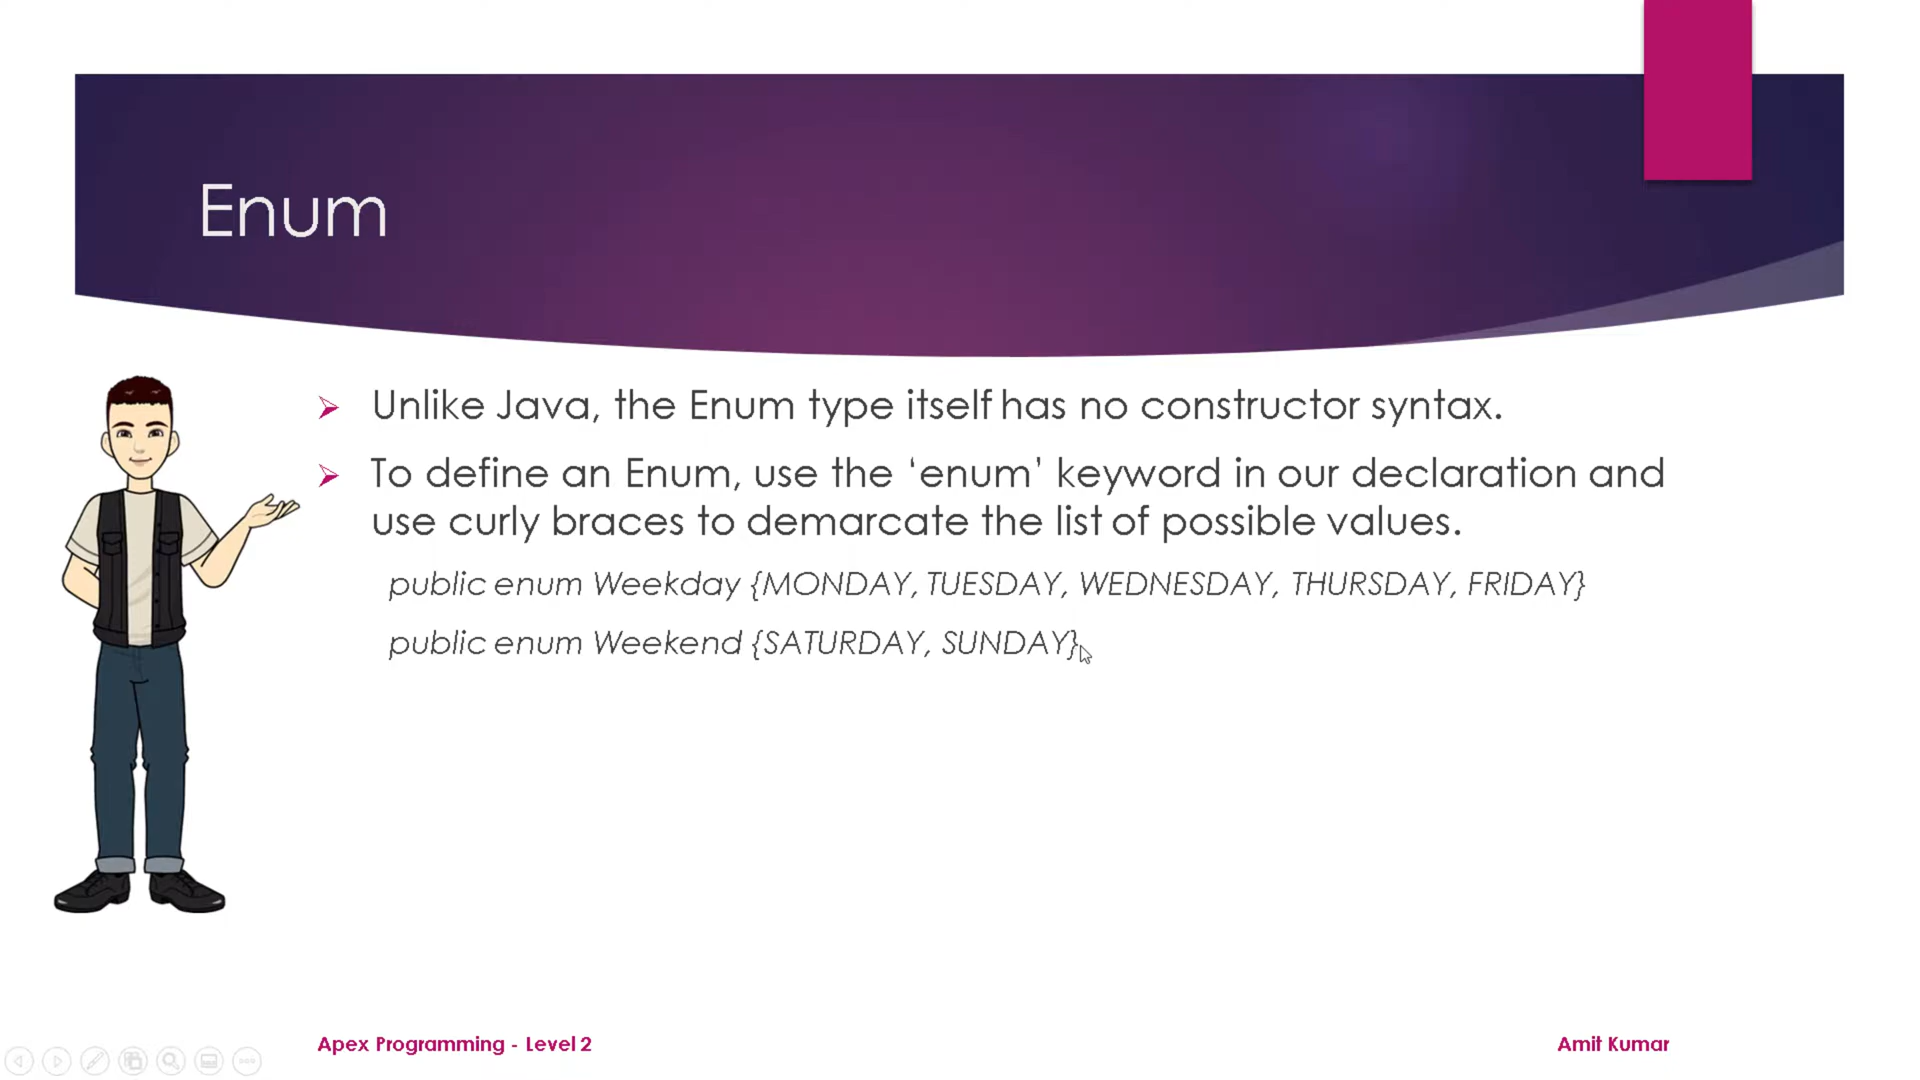 Enum
Unlike Java, the Enum type itself has no constructor syntax.
To define an Enum, use the ‘enum’ keyword in our declaration and
use curly braces to demarcate the list of possible values.
public enum Weekday {MONDAY, TUESDAY, WEDNESDAY, THURSDAY, FRIDAY}
public enum Weekend {SATURDAY, SUNDAY}
Apex Programming - Level 2
Amit Kumar